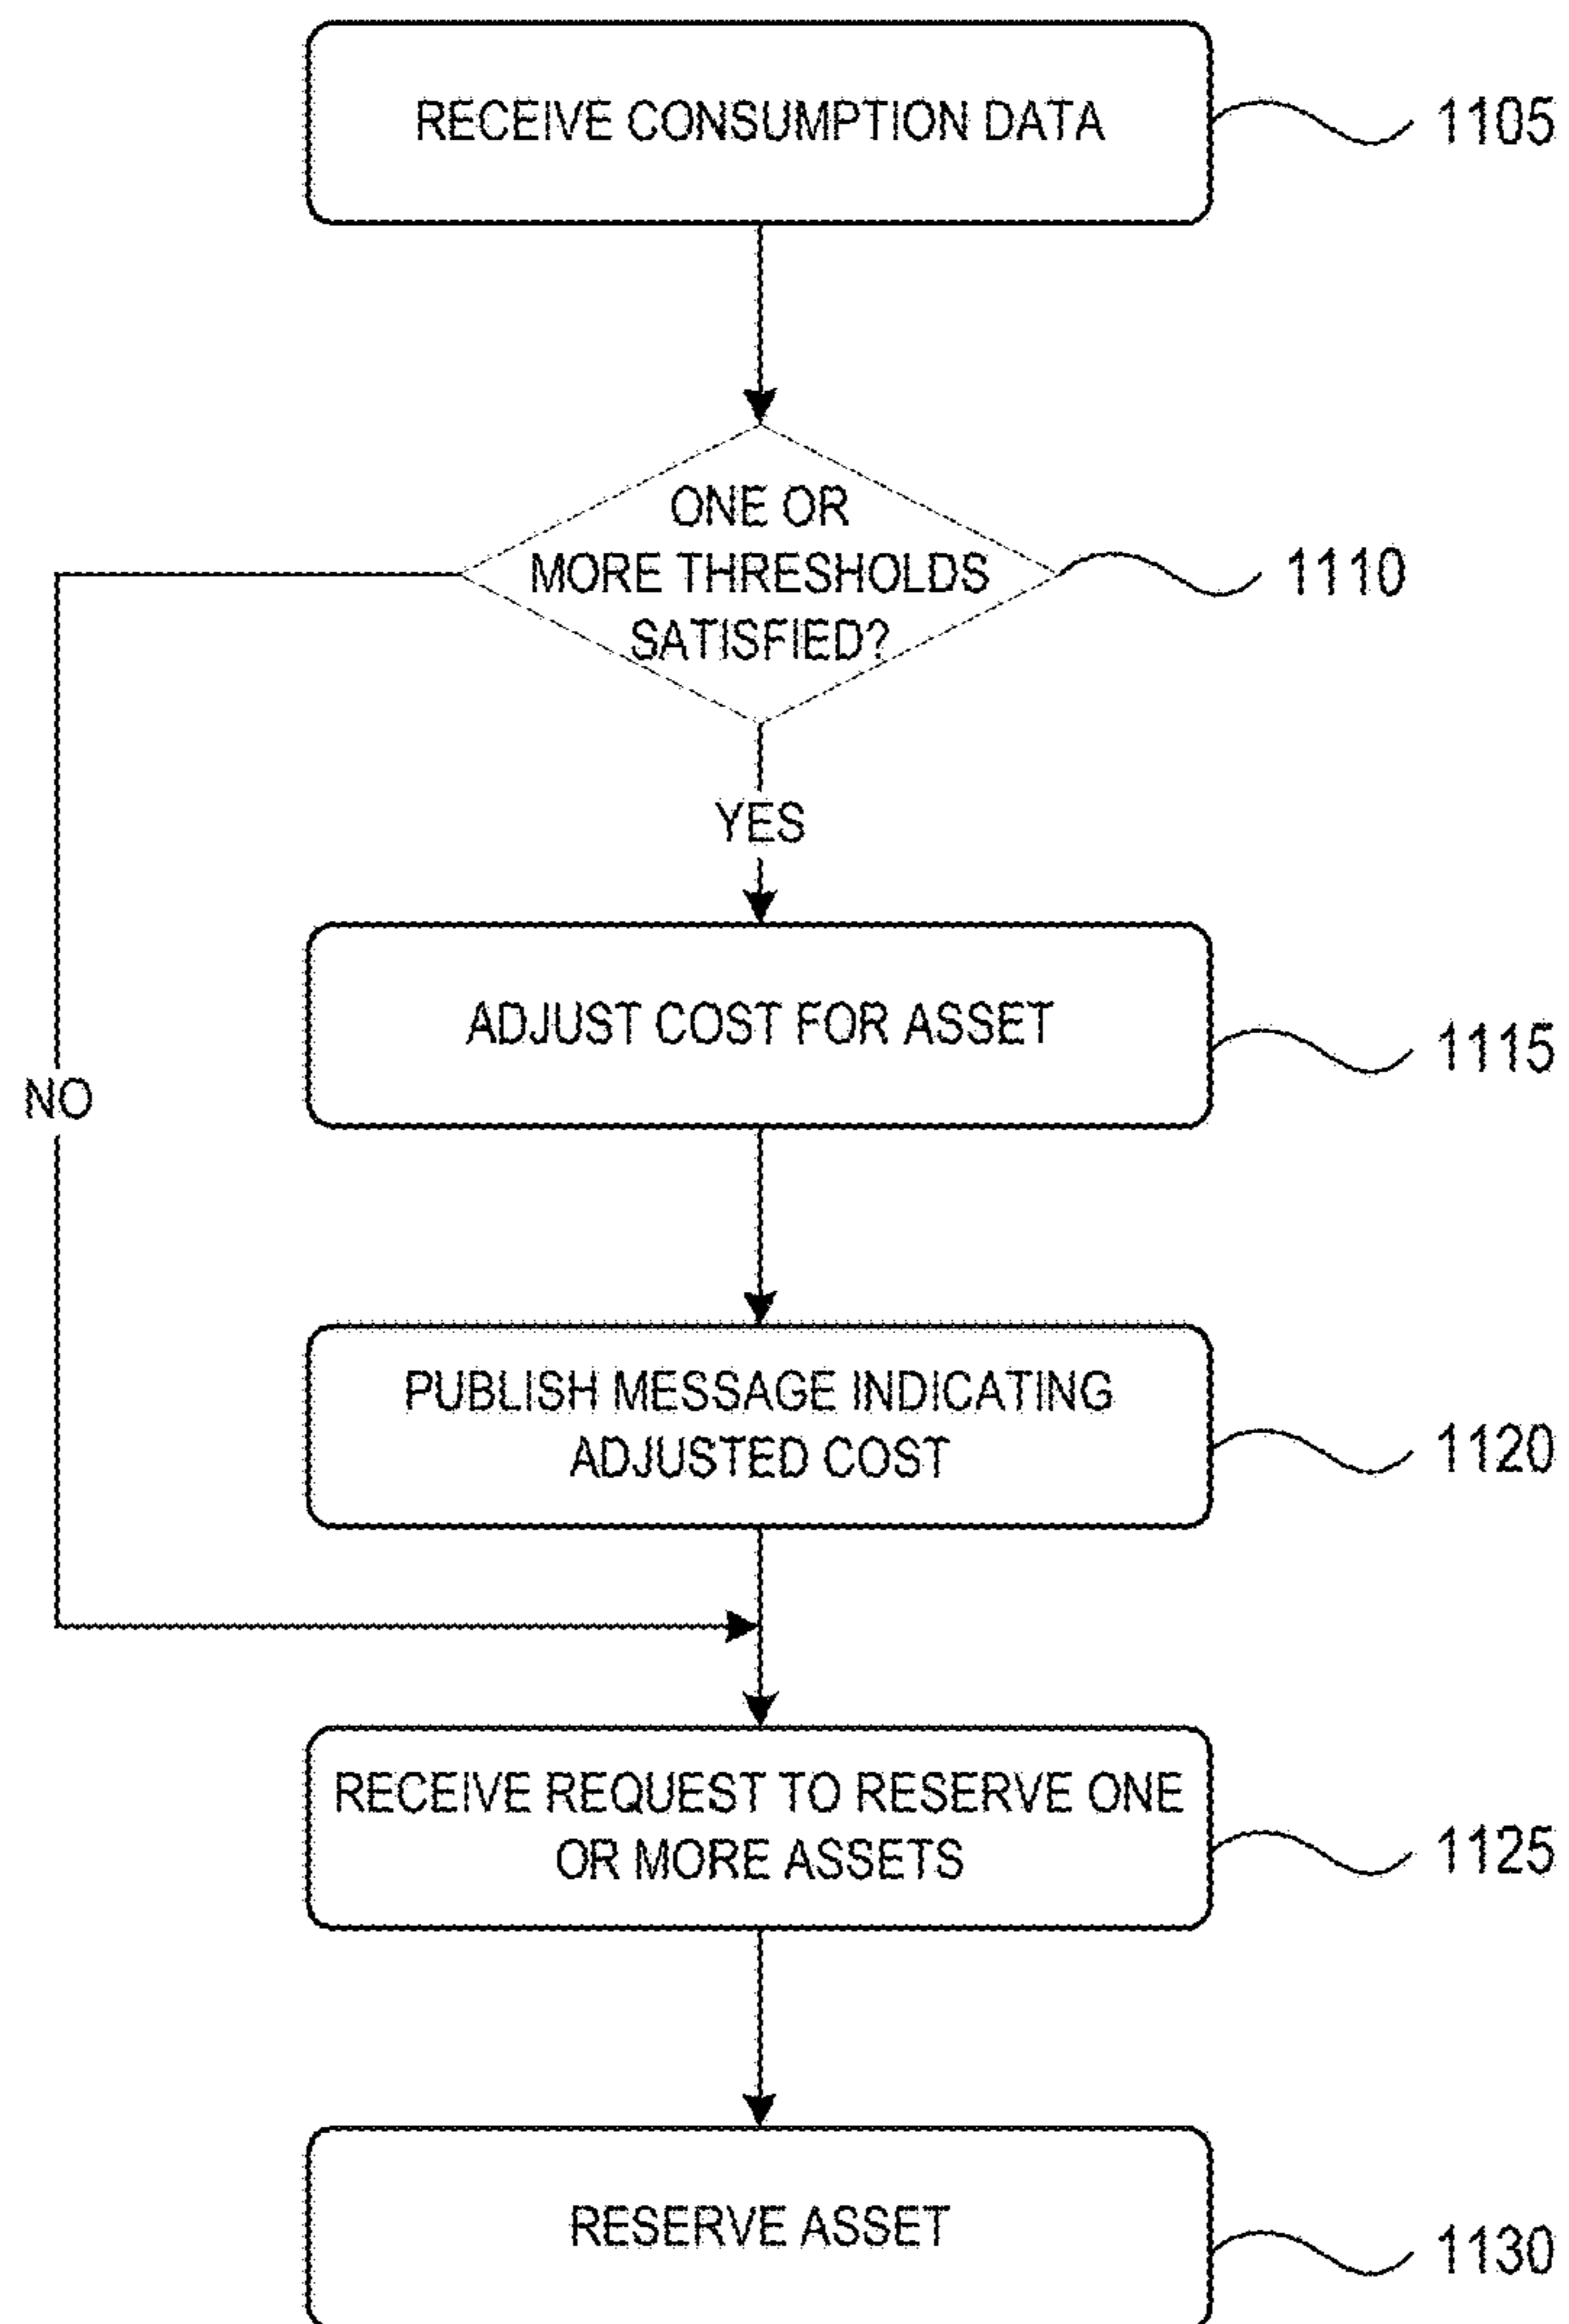 RECEIVE CONSUMPTION DATA
1105
ONE OR
MORE THRESHOLDS
SATISFIED?
1110
YES
ADJUST COST FOR ASSET
1115
NO
PUBLISH MESSAGE INDICATING
ADJUSTED COST
1120
RECEIVE REQUEST TO RESERVE ONE
OR MORE ASSETS
1125
RESERVE ASSET
1130